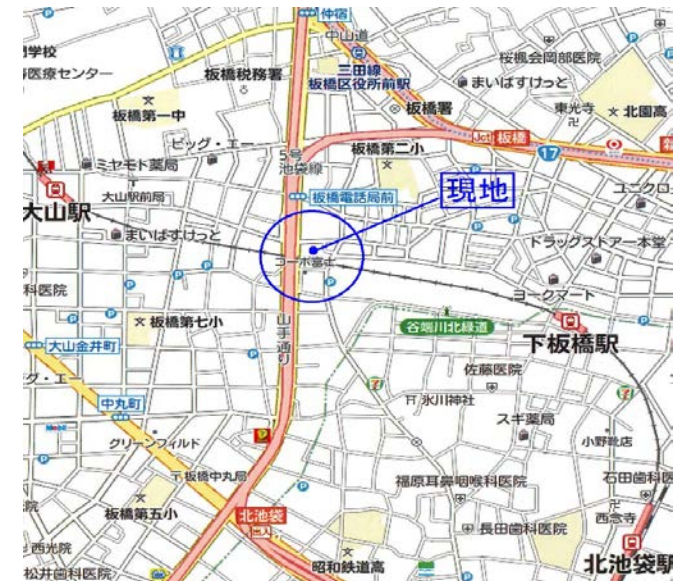 仲宿
中山道
桜風会岡部医院
学校
医療センター
板橋税務署
三田線
板橋区役所前駅
まいばすけっと
板橋第一中
板橋署
東光寺
北園高
ビッグ・エー
Jct 板橋
5号
池袋線
板橋第二小
17
ミヤモト薬局
大山駅前局
板橋電話局前
現地
ユニクロ
大山駅
まいばすけっと
ドラッグストアー本堂
コーポ富士
科医院
ヨークマート
板橋第七小
山手通り
谷端川北緑道
下板橋駅
大山金井町
佐藤医院
グ・エー
中丸町
氷川神社
スギ薬局
Mobil
グリーンフィルド
小野靴店
板橋中丸局
福原耳鼻咽喉科医院
石田歯科医
板橋第五小
北池袋
出入
長田歯科医院
西念寺
西光院
昭和鉄道高
北池袋駅
松井歯科医院